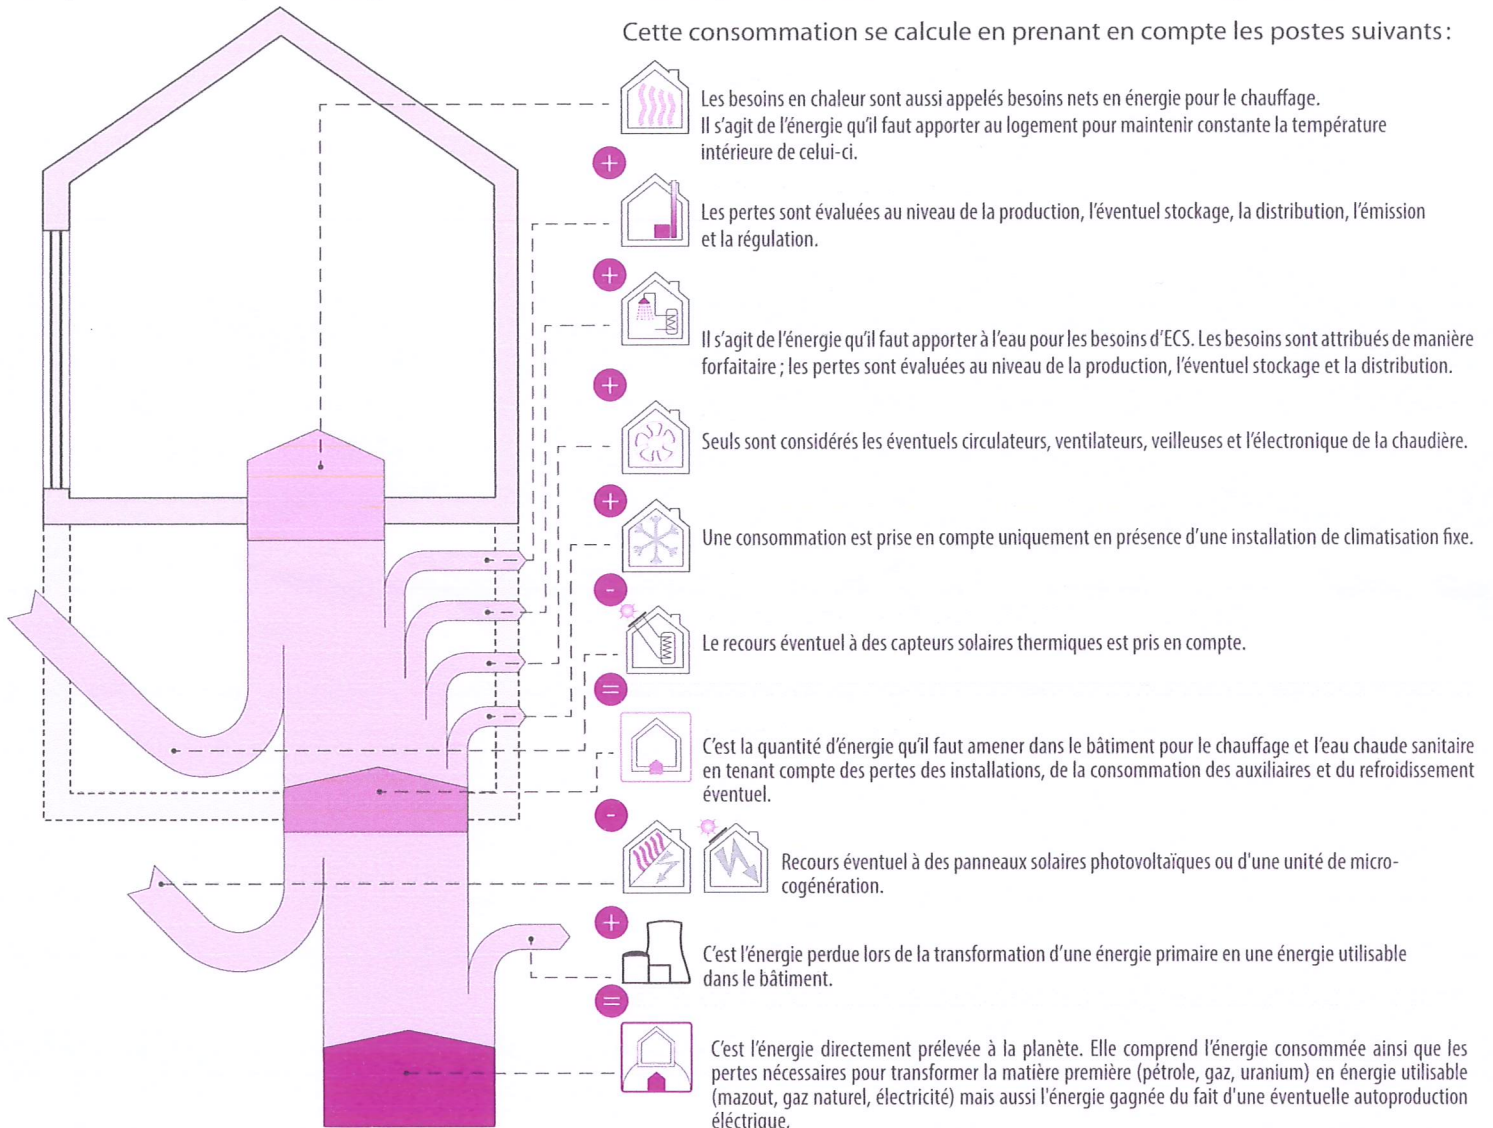 Cette consommation se calcule en prenant en compte les postes suivants :
Les besoins en chaleur sont aussi appelés besoins nets en énergie pour le chauffage.
Il s'agit de l'énergie qu'il faut apporter au logement pour maintenir constante la température
intérieure de celui-ci.
+
Les pertes sont évaluées au niveau de la production, l'éventuel stockage, la distribution, l'émission
et la régulation.
+
Il s'agit de l'énergie qu'il faut apporter à l'eau pour les besoins d'ECS. Les besoins sont attribués de manière
forfaitaire ; les pertes sont évaluées au niveau de la production, l'éventuel stockage et la distribution.
+
Seuls sont considérés les éventuels circulateurs, ventilateurs, veilleuses et l'électronique de la chaudière.
+
Une consommation est prise en compte uniquement en présence d'une installation de climatisation fixe.
-
Le recours éventuel à des capteurs solaires thermiques est pris en compte.
=
C'est la quantité d'énergie qu'il faut amener dans le bâtiment pour le chauffage et l'eau chaude sanitaire
en tenant compte des pertes des installations, de la consommation des auxiliaires et du refroidissement
éventuel.
-
Recours éventuel à des panneaux solaires photovoltaïques ou d'une unité de micro-
cogénération.
+
C'est l'énergie perdue lors de la transformation d'une énergie primaire en une énergie utilisable
dans le bâtiment.
=
C'est l'énergie directement prélevée à la planète. Elle comprend l'énergie consommée ainsi que les
pertes nécessaires pour transformer la matière première (pétrole, gaz, uranium) en énergie utilisable
(mazout, gaz naturel, électricité) mais aussi l'énergie gagnée du fait d'une éventuelle autoproduction
éléctrique.